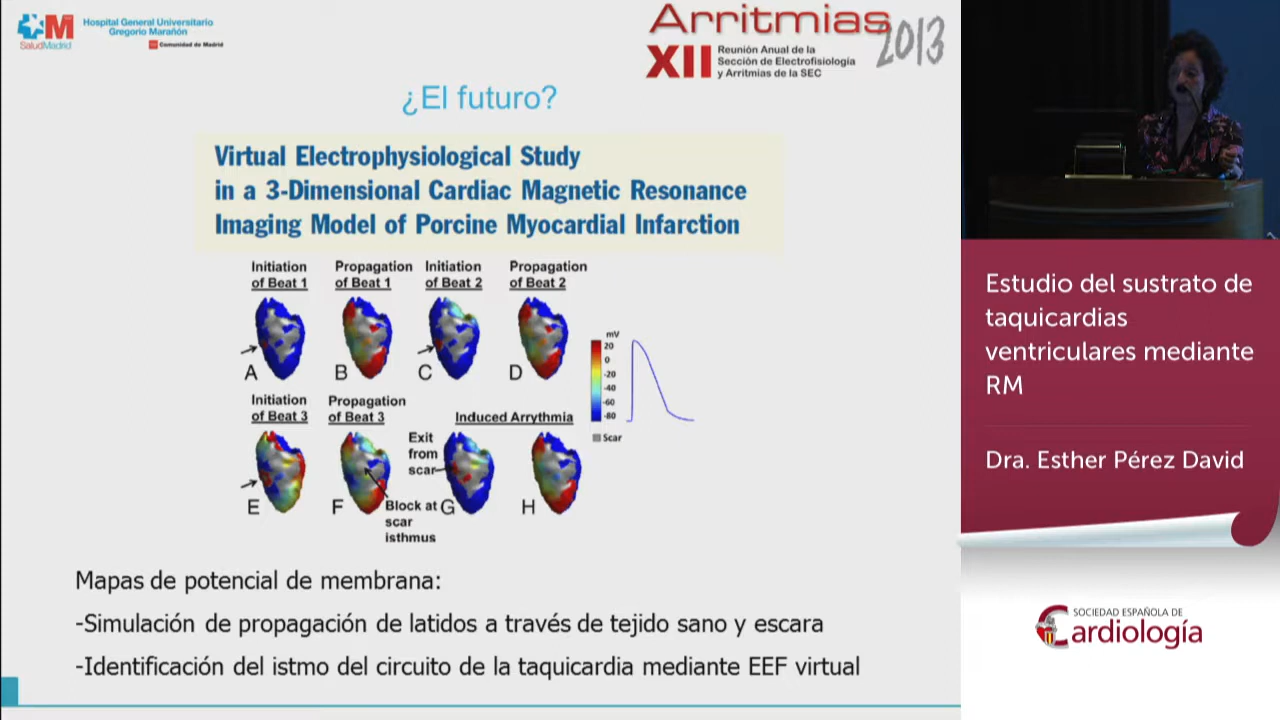 Hospital General Universitario
Gregorio Marañón
SaludMadrid
Comunidad de Madrid
Arritmias
2013
XII
Reunión Anual de la
Sección de Electrofisiología
y Arritmias de la SEC
¿El futuro?
Virtual Electrophysiological Study
in a 3-Dimensional Cardiac Magnetic Resonance
Imaging Model of Porcine Myocardial Infarction
Initiation
of Beat 1
Propagation
of Beat 1
Initiation
of Beat 2
Propagation
of Beat 2
A
B
C
D
mV
20
0
-20
-40
-60
-80
Scar
Initiation
of Beat 3
Propagation
of Beat 3
Induced Arrythmia
Exit
from
scar
E
F
G
H
Block at
scar
isthmus
Mapas de potencial de membrana:
-Simulación de propagación de latidos a través de tejido sano y escara
-Identificación del istmo del circuito de la taquicardia mediante EEF virtual
Estudio del sustrato de
taquicardias
ventriculares mediante
RM
Dra. Esther Pérez David
SOCIEDAD ESPAÑOLA DE
Cardiología